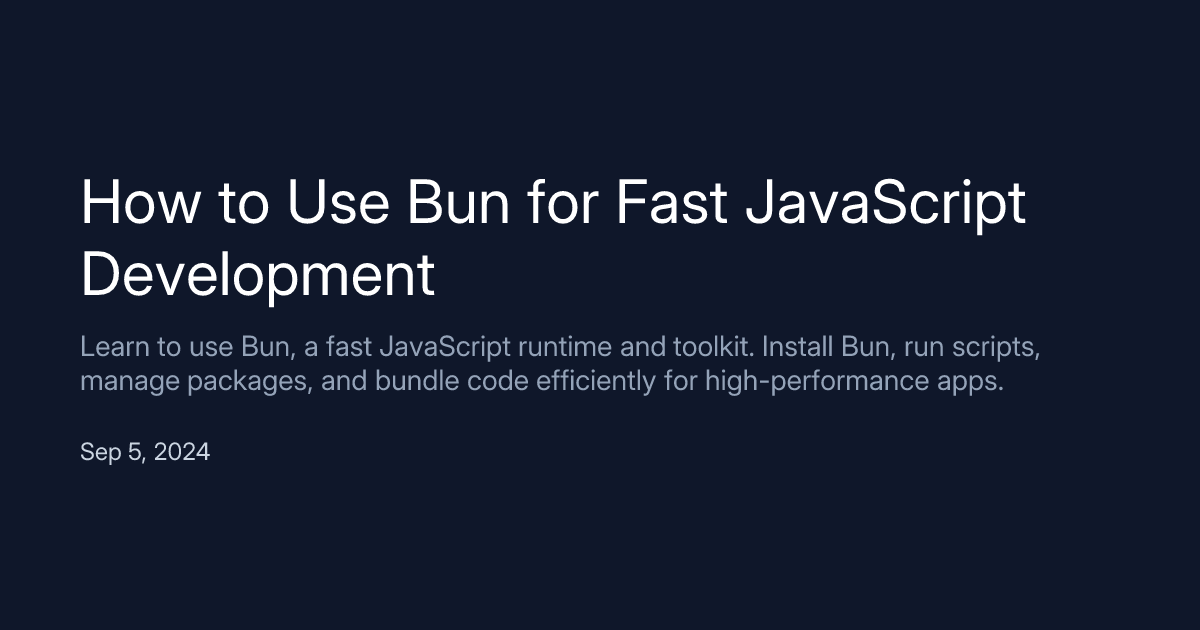 How to Use Bun for Fast JavaScript
Development
Learn to use Bun, a fast JavaScript runtime and toolkit. Install Bun, run scripts,
manage packages, and bundle code efficiently for high-performance apps.
Sep 5, 2024